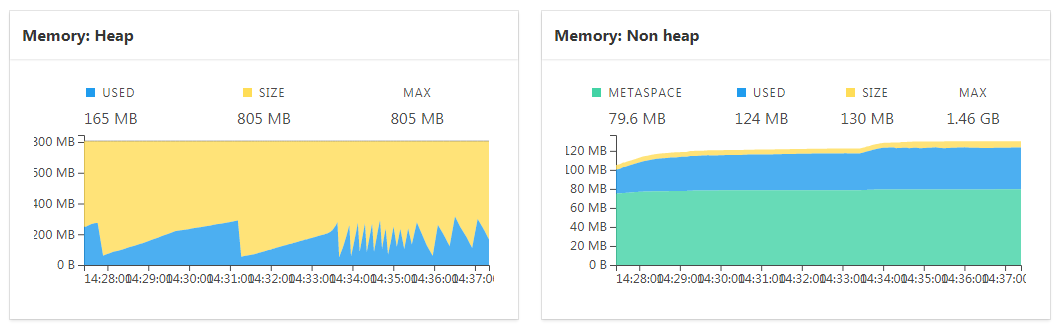 Memory: Heap
USED SIZE MAX
165 MB 805 MB 805 MB
800 MB
600 MB
400 MB
200 MB
0 B
14:28:00 14:29:00 14:30:00 14:31:00 14:32:00 14:33:00 14:34:00 14:35:00 14:36:00 14:37:00
Memory: Non heap
METASPACE USED SIZE MAX
79.6 MB 124 MB 130 MB 1.46 GB
120 MB
100 MB
80 MB
60 MB
40 MB
20 MB
0 B
14:28:00 14:29:00 14:30:00 14:31:00 14:32:00 14:33:00 14:34:00 14:35:00 14:36:00 14:37:00